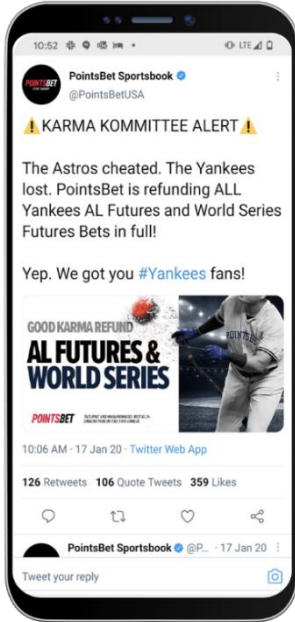 10:52
LTE
PointsBet Sportsbook
@PointsBetUSA
⚠️KARMA KOMMITTEE ALERT⚠️
The Astros cheated. The Yankees
lost. PointsBet is refunding ALL
Yankees AL Futures and World Series
Futures Bets in full!
Yep. We got you #Yankees fans!
GOOD KARMA REFUND
AL FUTURES &
WORLD SERIES
POINTSBET
POINTS
10:06 AM · 17 Jan 20 · Twitter Web App
126 Retweets 106 Quote Tweets 359 Likes
PointsBet Sportsbook @P... · 17 Jan 20
Tweet your reply